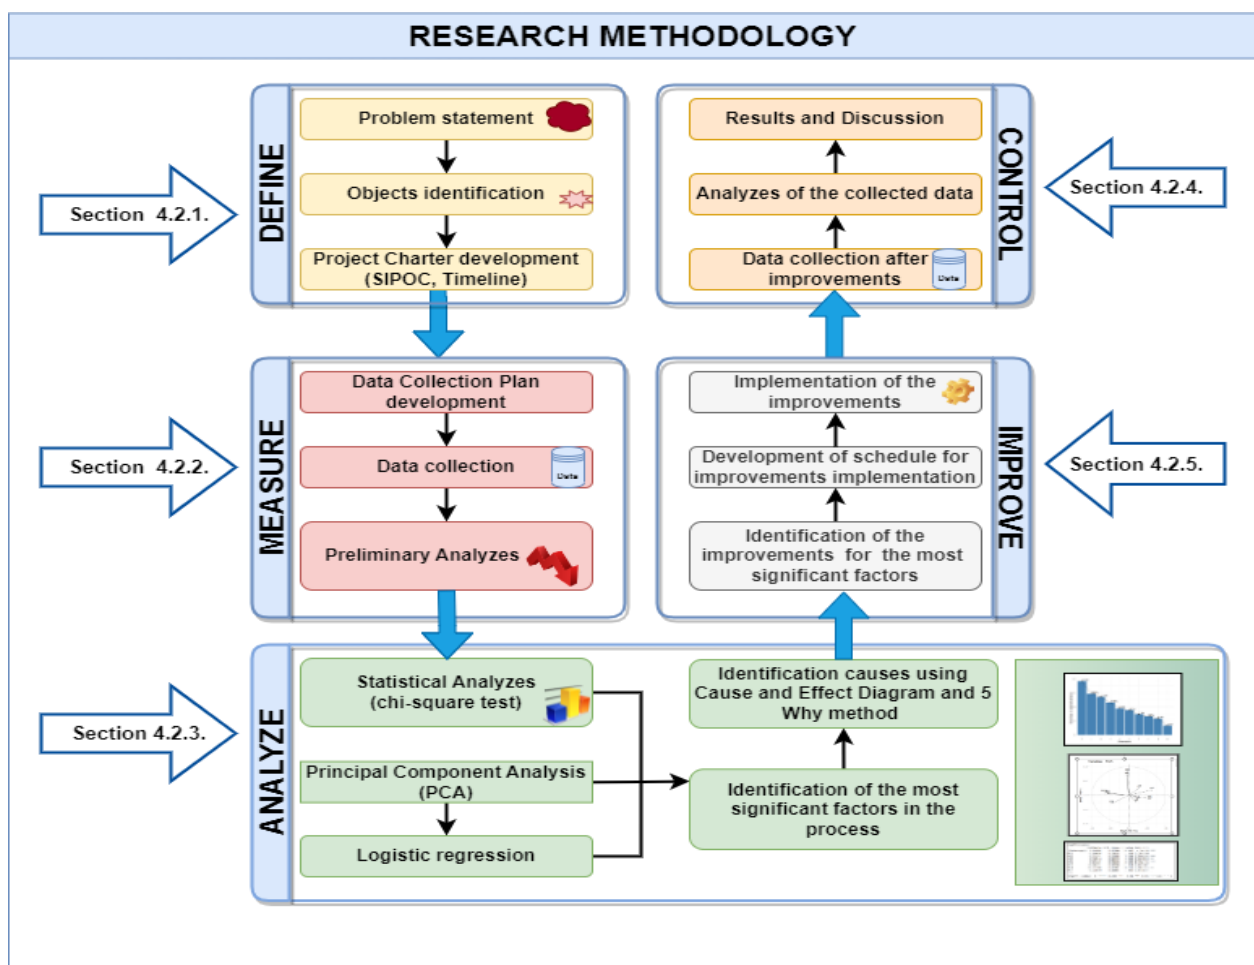 RESEARCH METHODOLOGY
Section 4.2.1.
DEFINE
Problem statement
Objects identification
Project Charter development
(SIPOC, Timeline)
Section 4.2.2.
MEASURE
Data Collection Plan
development
Data collection
Data
Preliminary Analyzes
Section 4.2.3.
ANALYZE
Statistical Analyzes
(chi-square test)
Principal Component Analysis
(PCA)
Logistic regression
Identification of the most
significant factors in the
process
Identification causes using
Cause and Effect Diagram and 5
Why method
IMPROVE
Section 4.2.5.
Identification of the
improvements for the most
significant factors
Development of schedule for
improvements implementation
Implementation of the
improvements
CONTROL
Section 4.2.4.
Data collection after
improvements
Data
Analyzes of the collected data
Results and Discussion